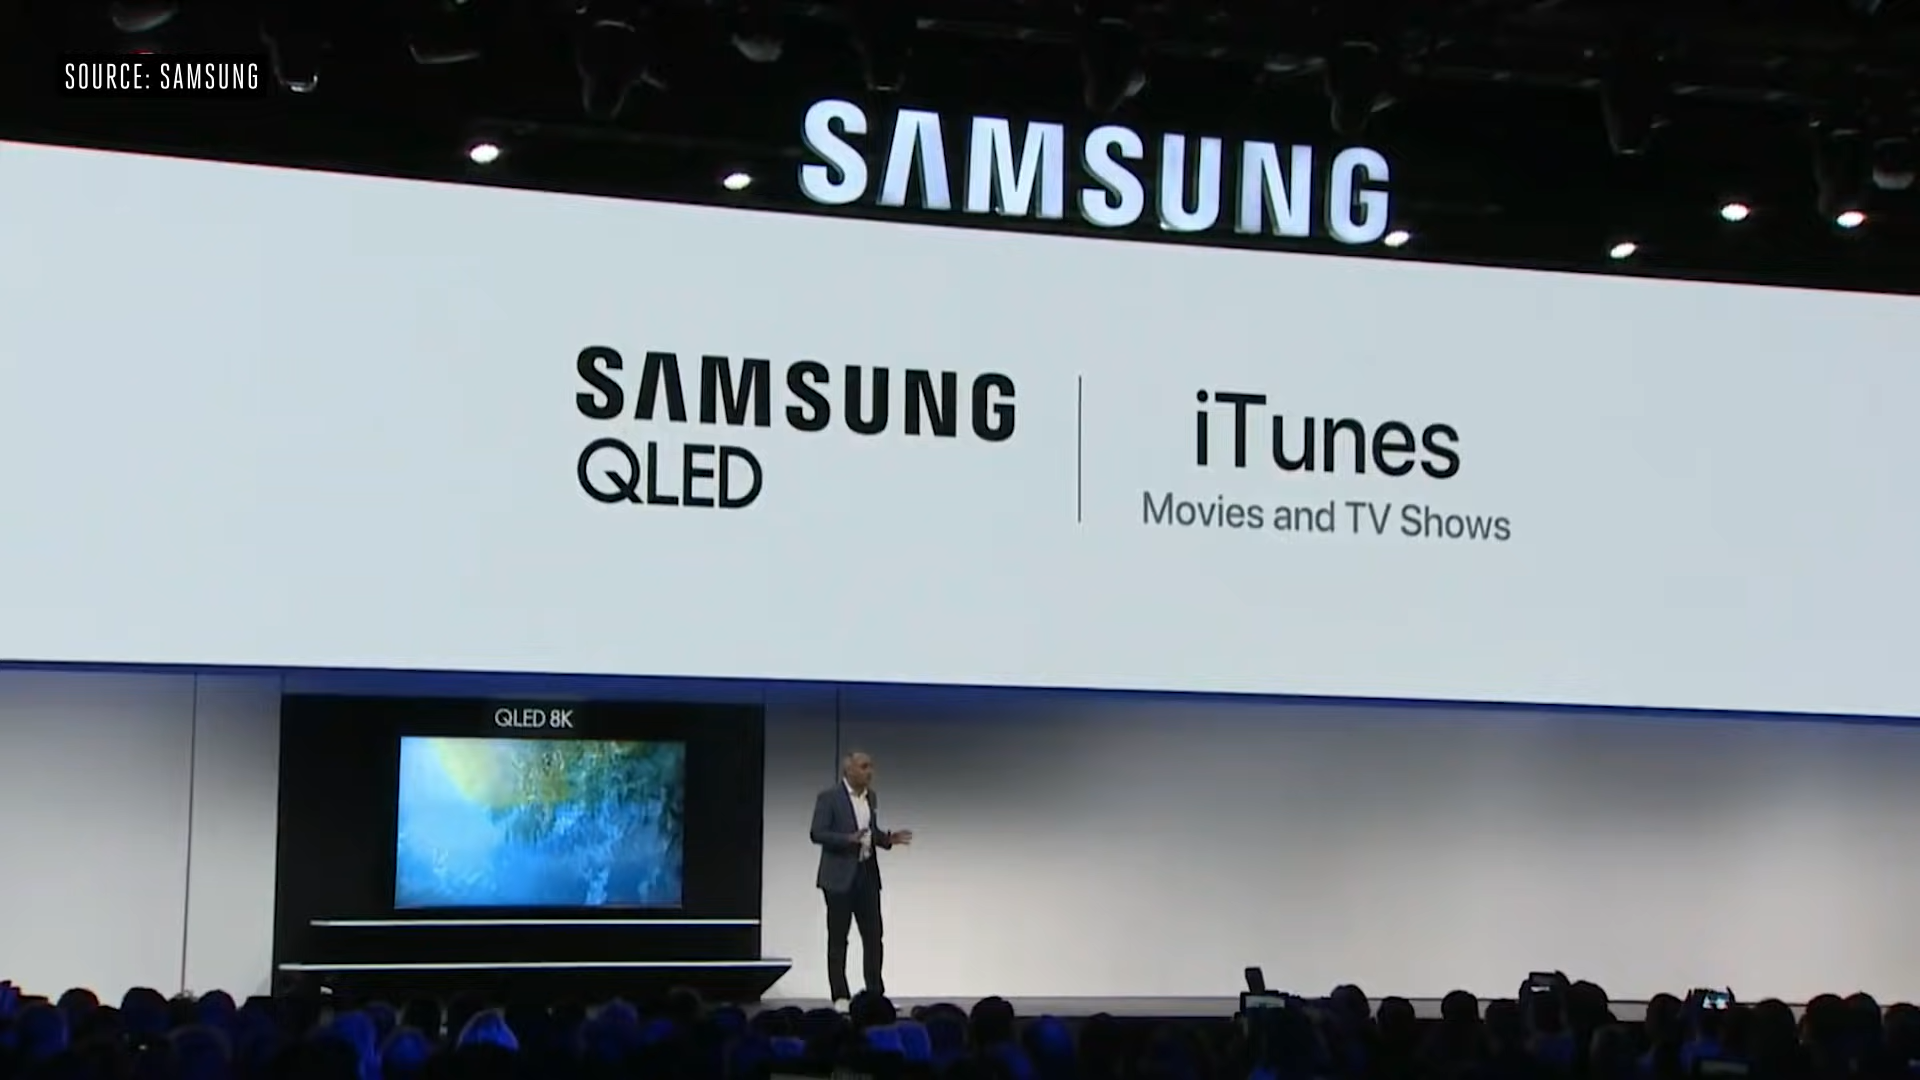 SOURCE: SAMSUNG
SAMSUNG
SAMSUNG
QLED
iTunes
Movies and TV Shows
QLED 8K